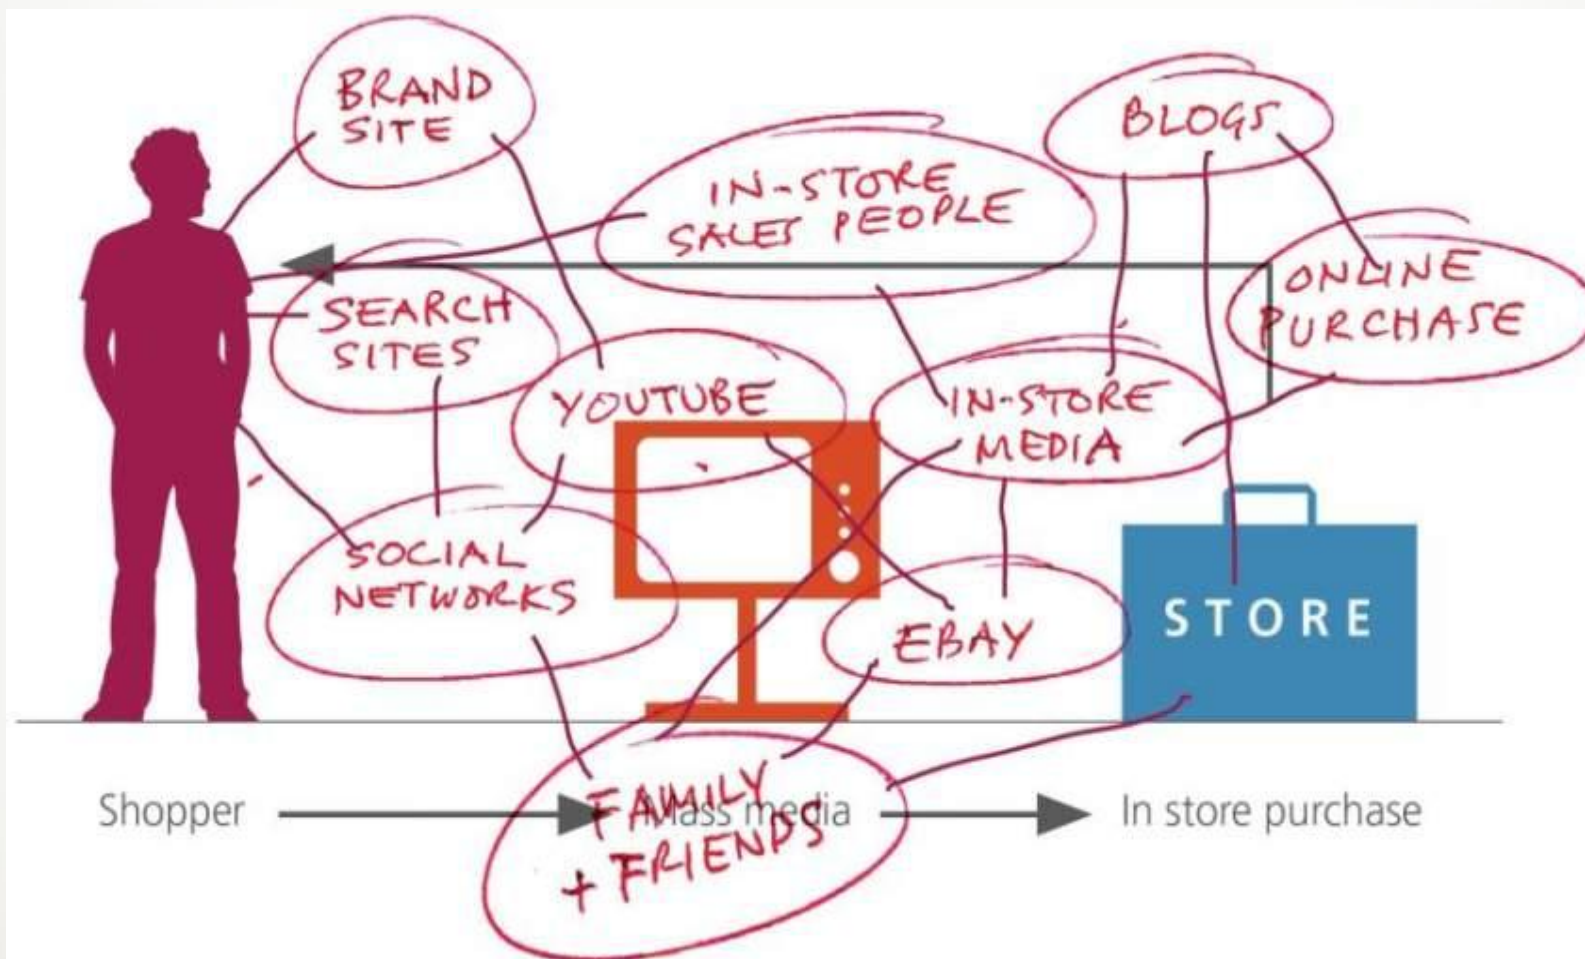 BRAND
SITE
BLOGS
IN-STORE
SALES PEOPLE
ONLINE
PURCHASE
SEARCH
SITES
YOUTUBE
IN-STORE
MEDIA
SOCIAL
NETWORKS
EBAY
STORE
Shopper
Mass media
In store purchase
FAMILY
+ FRIENDS